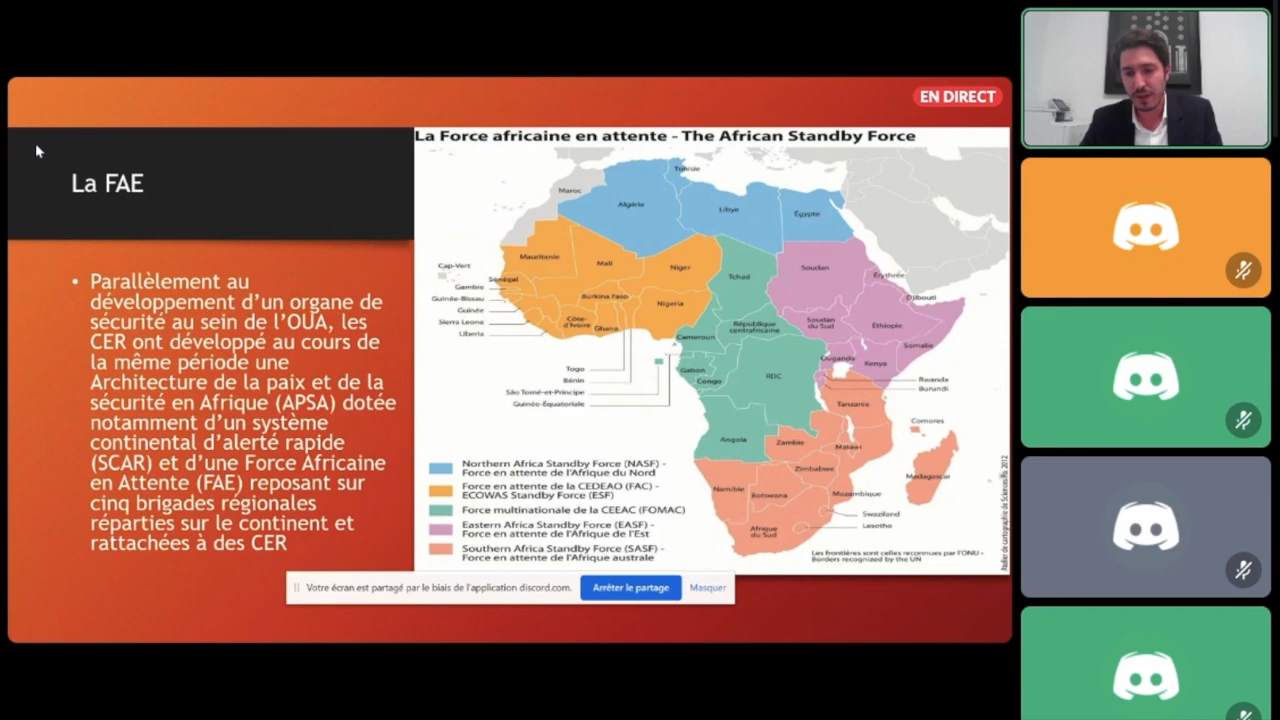 EN DIRECT
La FAE
• Parallèlement au
développement d'un organe de
sécurité au sein de l'OUA, les
CER ont développé au cours de
la même période une
Architecture de la paix et de la
sécurité en Afrique (APSA) dotée
notamment d'un système
continental d'alerté rapide
(SCAR) et d'une Force Africaine
en Attente (FAE) reposant sur
cinq brigades régionales
réparties sur le continent et
rattachées à des CER
La Force africaine en attente - The African Standby Force
Tunisie
Maroc
Algérie
Libye
Égypte
Mauritanie
Mali
Niger
Tchad
Soudan
Érythrée
Cap-Vert
Sénégal
Gambie
Guinée-Bissau
Guinée
Sierra Leone
Liberia
Burkina Faso
Nigeria
Djibouti
Côte-
d'Ivoire
Ghana
République
centrafricaine
Soudan
du Sud
Éthiopie
Cameroun
Somalie
Ouganda
Kenya
Togo
Bénin
São Tomé-et-Principe
Guinée-Équatoriale
Gabon
Congo
RDC
Rwanda
Burundi
Tanzanie
Comores
Angola
Zambie
Malawi
Zimbabwe
Madagascar
Namibie
Botswana
Mozambique
Swaziland
Lesotho
Afrique
du Sud
Northern Africa Standby Force (NASF) -
Force en attente de l'Afrique du Nord
Force en attente de la CEDEAO (FAC) -
ECOWAS Standby Force (ESF)
Force multinationale de la CEEAC (FOMAC)
Eastern Africa Standby Force (EASF) -
Force en attente de l'Afrique de l'Est
Southern Africa Standby Force (SASF) -
Force en attente de l'Afrique australe
Les frontières sont celles reconnues par l'ONU -
Borders recognized by the UN
Atelier de cartographie de Sciences Po, 2012
Votre écran est partagé par le biais de l'application discord.com.
Arrêter le partage
Masquer